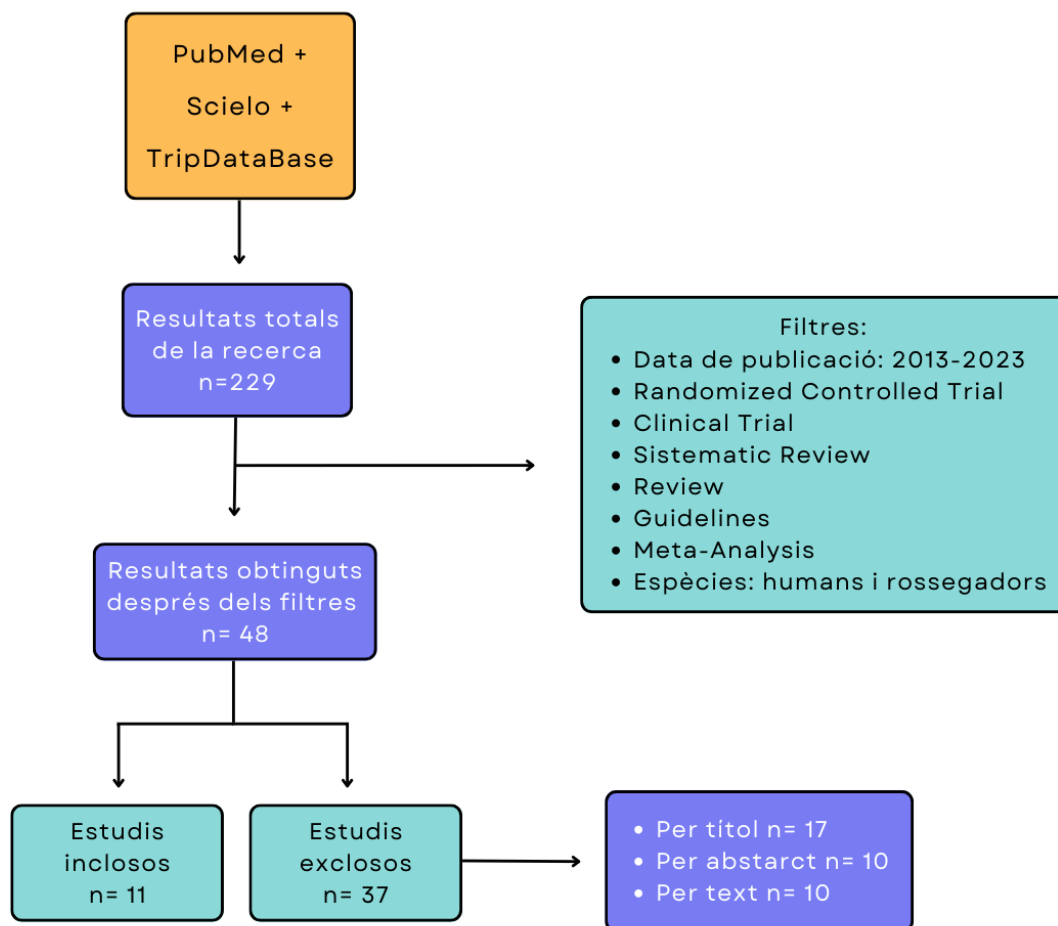 PubMed +
Scielo +
TripDataBase
Resultats totals
de la recerca
n=229
Filtres:
• Data de publicació: 2013-2023
• Randomized Controlled Trial
• Clinical Trial
• Sistematic Review
• Review
• Guidelines
• Meta-Analysis
• Espècies: humans i rossegadors
Resultats obtinguts
després dels filtres
n= 48
Estudis
inclosos
n= 11
Estudis
exclosos
n= 37
• Per títol n= 17
• Per abstarct n= 10
• Per text n= 10